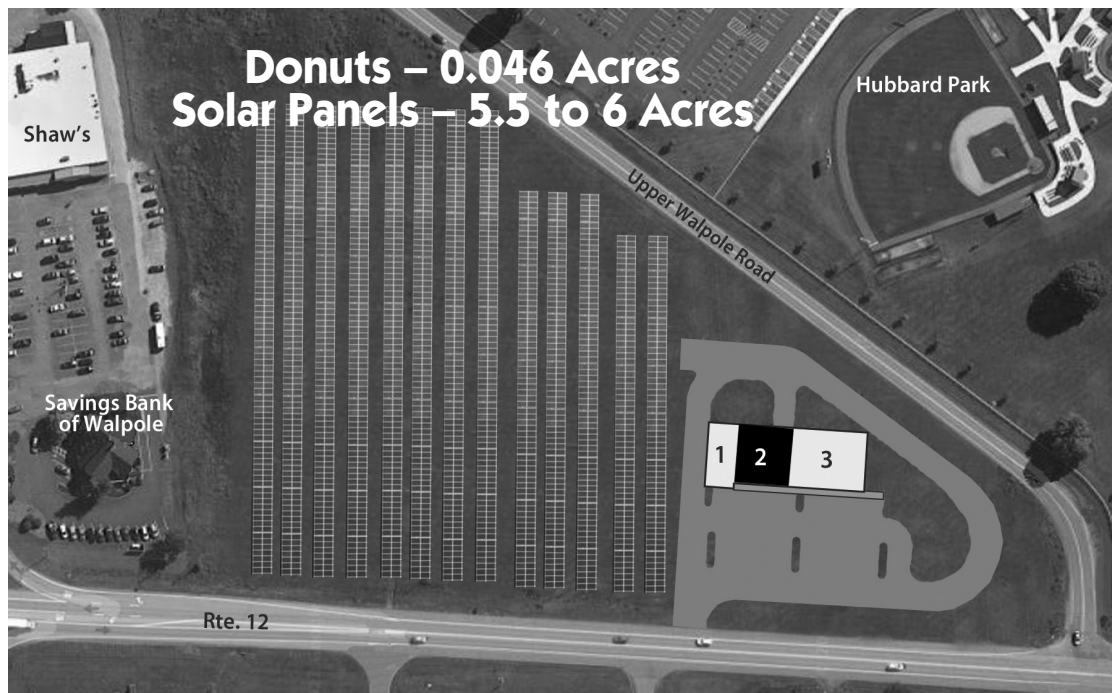 Donuts – 0.046 Acres
Solar Panels – 5.5 to 6 Acres
Hubbard Park
Shaw's
Upper Walpole Road
Savings Bank
of Walpole
1
2
3
Rte. 12